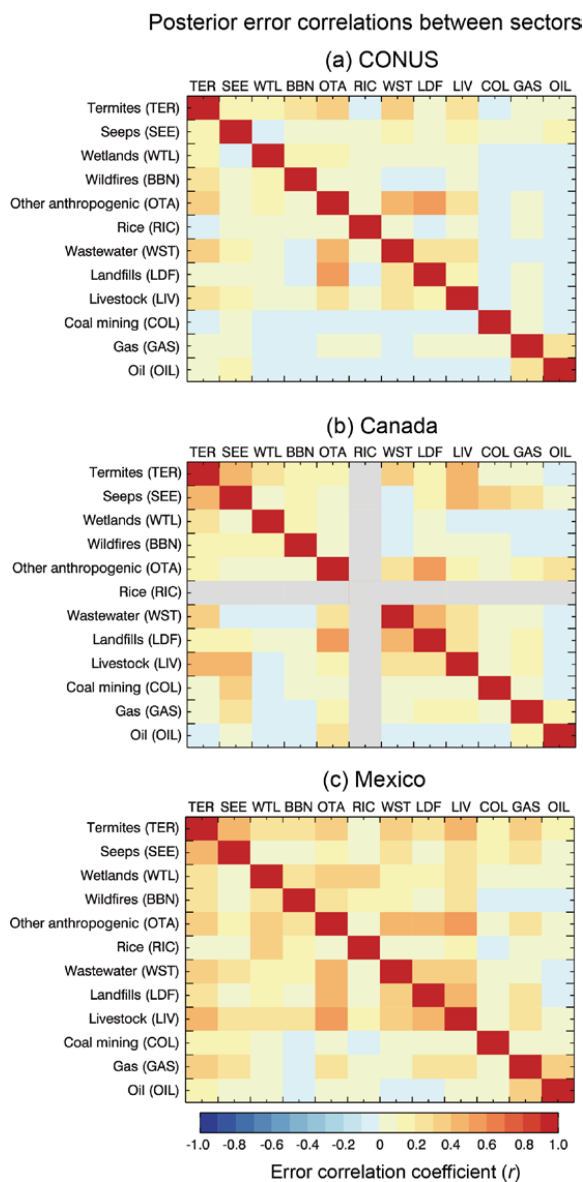 Posterior error correlations between sectors
(a) CONUS
TER SEE WTL BBN OTA RIC WST LDF LIV COL GAS OIL
Termites (TER)
Seeps (SEE)
Wetlands (WTL)
Wildfires (BBN)
Other anthropogenic (OTA)
Rice (RIC)
Wastewater (WST)
Landfills (LDF)
Livestock (LIV)
Coal mining (COL)
Gas (GAS)
Oil (OIL)
(b) Canada
TER SEE WTL BBN OTA RIC WST LDF LIV COL GAS OIL
Termites (TER)
Seeps (SEE)
Wetlands (WTL)
Wildfires (BBN)
Other anthropogenic (OTA)
Rice (RIC)
Wastewater (WST)
Landfills (LDF)
Livestock (LIV)
Coal mining (COL)
Gas (GAS)
Oil (OIL)
(c) Mexico
TER SEE WTL BBN OTA RIC WST LDF LIV COL GAS OIL
Termites (TER)
Seeps (SEE)
Wetlands (WTL)
Wildfires (BBN)
Other anthropogenic (OTA)
Rice (RIC)
Wastewater (WST)
Landfills (LDF)
Livestock (LIV)
Coal mining (COL)
Gas (GAS)
Oil (OIL)
-1.0 -0.8 -0.6 -0.4 -0.2 0 0.2 0.4 0.6 0.8 1.0
Error correlation coefficient (r)